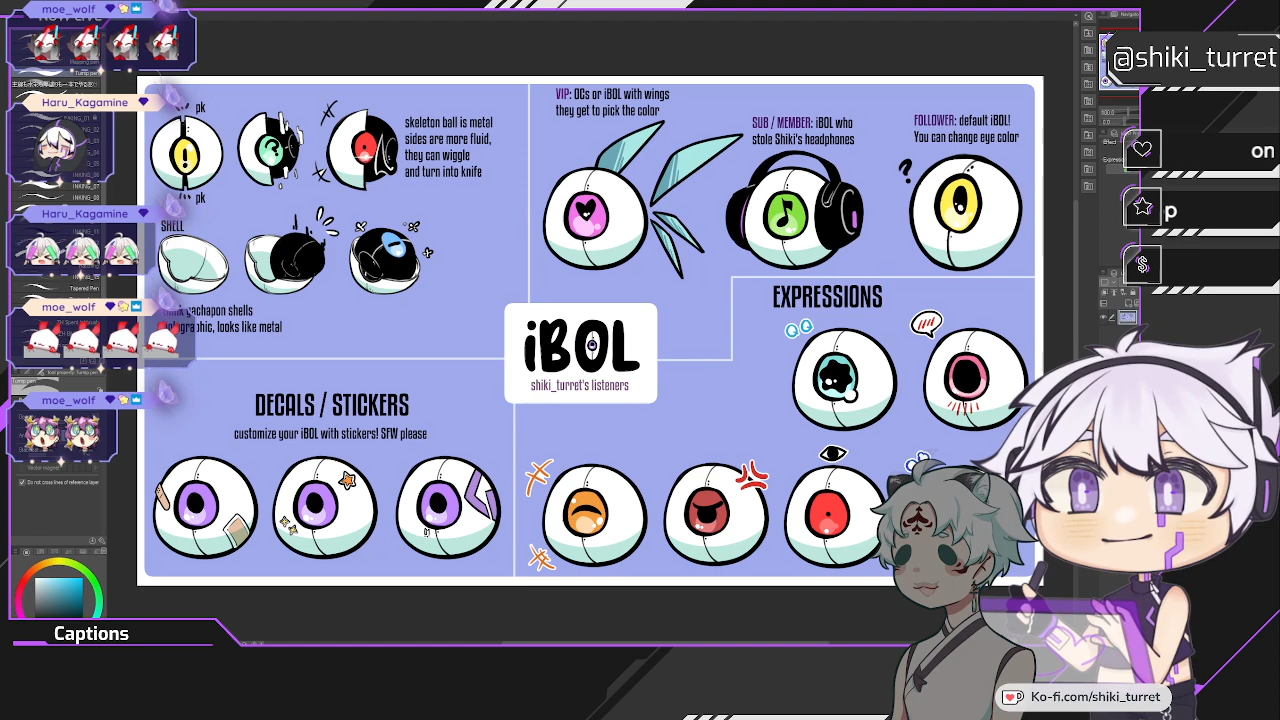 moe_wolf
Haru_Kagamine
Haru_Kagamine
moe_wolf
moe_wolf
pk
pk
skeleton ball is metal
sides are more fluid,
they can wiggle
and turn into knife
SHELL
gachapon shells
looks like metal
VIP: OCs or iBOL with wings
they get to pick the color
SUB / MEMBER: iBOL who
stole Shiki's headphones
FOLLOWER: default iBOL!
You can change eye color
?
iBOL
shiki_turret's listeners
EXPRESSIONS
DECALS / STICKERS
customize your iBOL with stickers! SFW please
@shiki_turret
on
p
$
INKING_07
Tapered Pen
Do not cross lines of reference layer
Captions
Ko-fi.com/shiki_turret